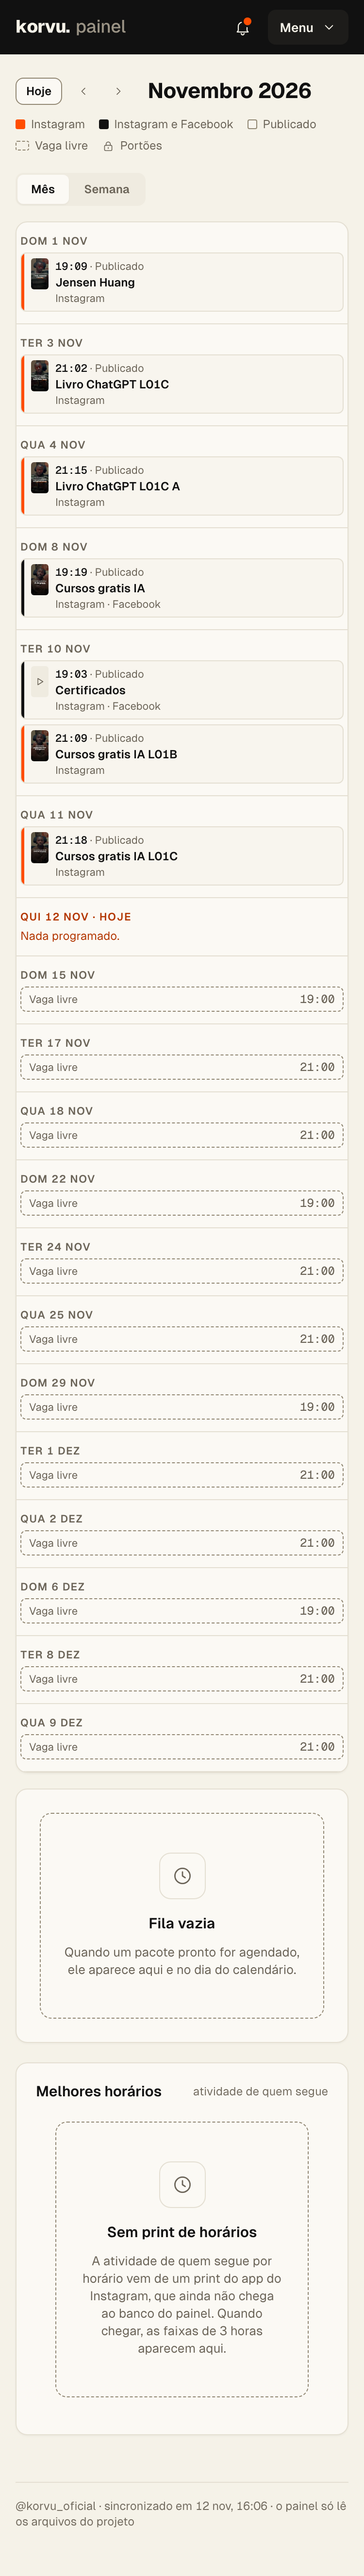 korvu. painel
Menu
Hoje
Novembro 2026
Instagram
Instagram e Facebook
Publicado
Vaga livre
Portões
Mês
Semana
DOM 1 NOV
19:09 · Publicado
Jensen Huang
Instagram
TER 3 NOV
21:02 · Publicado
Livro ChatGPT L01C
Instagram
QUA 4 NOV
21:15 · Publicado
Livro ChatGPT L01C A
Instagram
DOM 8 NOV
19:19 · Publicado
Cursos gratis IA
Instagram · Facebook
TER 10 NOV
19:03 · Publicado
Certificados
Instagram · Facebook
21:09 · Publicado
Cursos gratis IA L01B
Instagram
QUA 11 NOV
21:18 · Publicado
Cursos gratis IA L01C
Instagram
QUI 12 NOV · HOJE
Nada programado.
DOM 15 NOV
Vaga livre 19:00
TER 17 NOV
Vaga livre 21:00
QUA 18 NOV
Vaga livre 21:00
DOM 22 NOV
Vaga livre 19:00
TER 24 NOV
Vaga livre 21:00
QUA 25 NOV
Vaga livre 21:00
DOM 29 NOV
Vaga livre 19:00
TER 1 DEZ
Vaga livre 21:00
QUA 2 DEZ
Vaga livre 21:00
DOM 6 DEZ
Vaga livre 19:00
TER 8 DEZ
Vaga livre 21:00
QUA 9 DEZ
Vaga livre 21:00
Fila vazia
Quando um pacote pronto for agendado,
ele aparece aqui e no dia do calendário.
Melhores horários
atividade de quem segue
Sem print de horários
A atividade de quem segue por
horário vem de um print do app do
Instagram, que ainda não chega
ao banco do painel. Quando
chegar, as faixas de 3 horas
aparecem aqui.
@korvu_oficial · sincronizado em 12 nov, 16:06 · o painel só lê
os arquivos do projeto